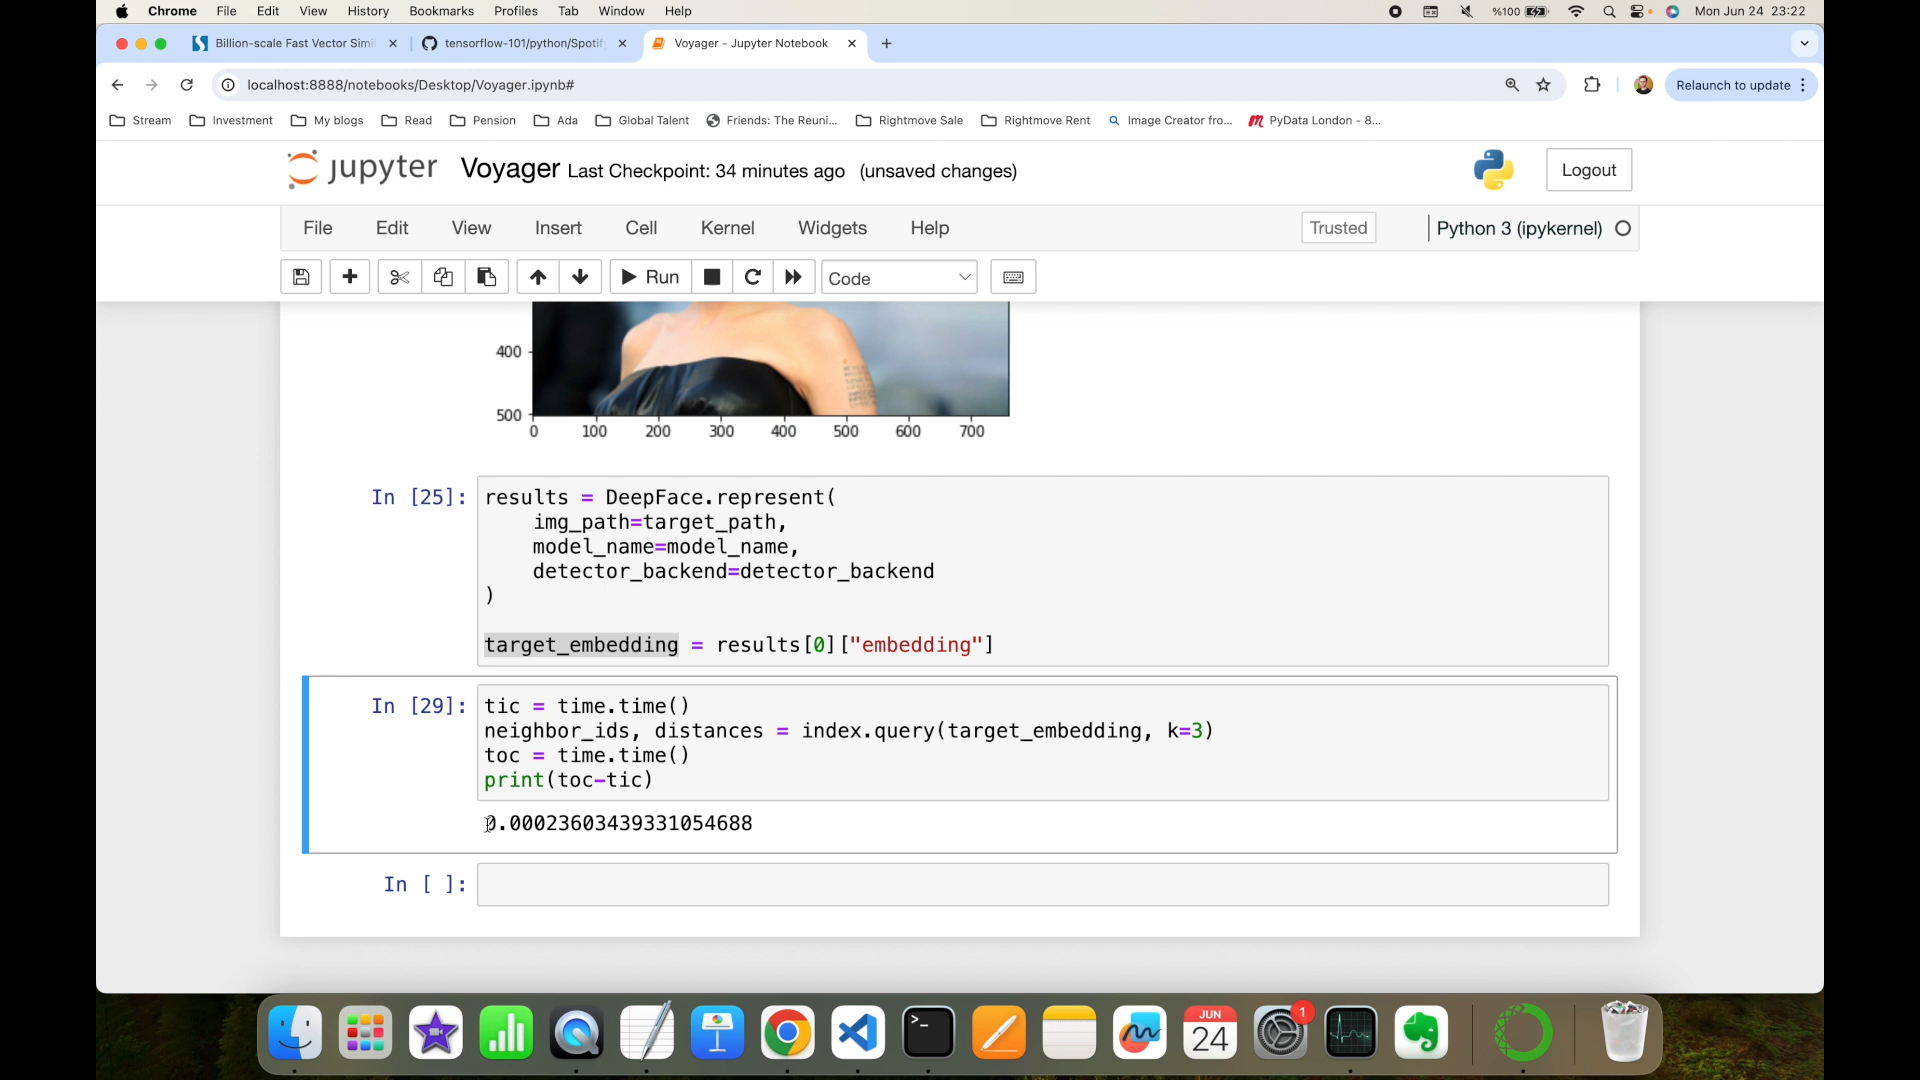 Chrome File Edit View History Bookmarks Profiles Tab Window Help %100 Mon Jun 24 23:22
Billion-scale Fast Vector Simi tensorflow-101/python/Spotif Voyager - Jupyter Notebook
localhost:8888/notebooks/Desktop/Voyager.ipynb# Relaunch to update
Stream Investment My blogs Read Pension Ada Global Talent Friends: The Reuni... Rightmove Sale Rightmove Rent Image Creator fro... PyData London - 8...
jupyter Voyager Last Checkpoint: 34 minutes ago (unsaved changes) Logout
File Edit View Insert Cell Kernel Widgets Help Trusted Python 3 (ipykernel)
Run Code
400
500
0 100 200 300 400 500 600 700
In [25]: results = DeepFace.represent(
img_path=target_path,
model_name=model_name,
detector_backend=detector_backend
)
target_embedding = results[0]["embedding"]
In [29]: tic = time.time()
neighbor_ids, distances = index.query(target_embedding, k=3)
toc = time.time()
print(toc-tic)
0.00023603439331054688
In [ ]:
JUN
24
1